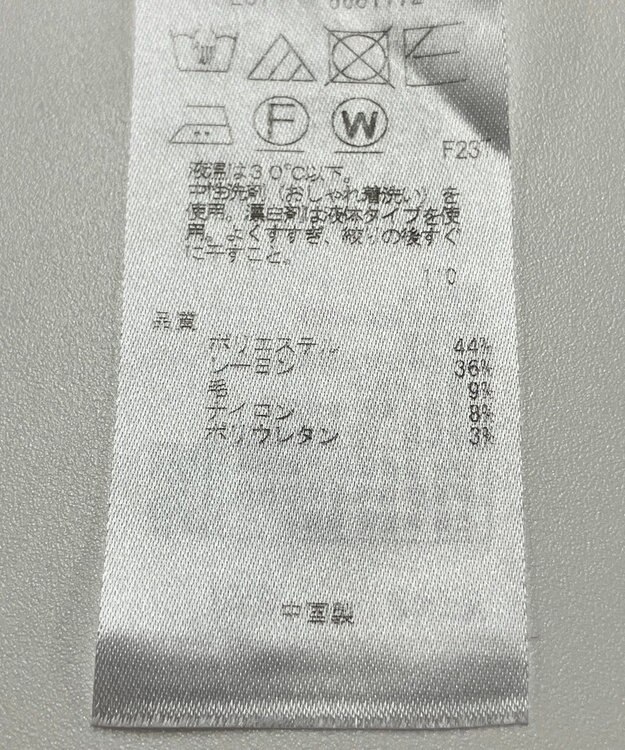 F
W
F23
液温は30℃以下。
中性洗剤（おしゃれ着洗い）を
使用。漂白剤は液体タイプを使
用。よくすすぎ、絞りの後すぐ
に干すこと。
110
品質
ポリエステル 44%
レーヨン 36%
毛 9%
ナイロン 8%
ポリウレタン 3%
中国製